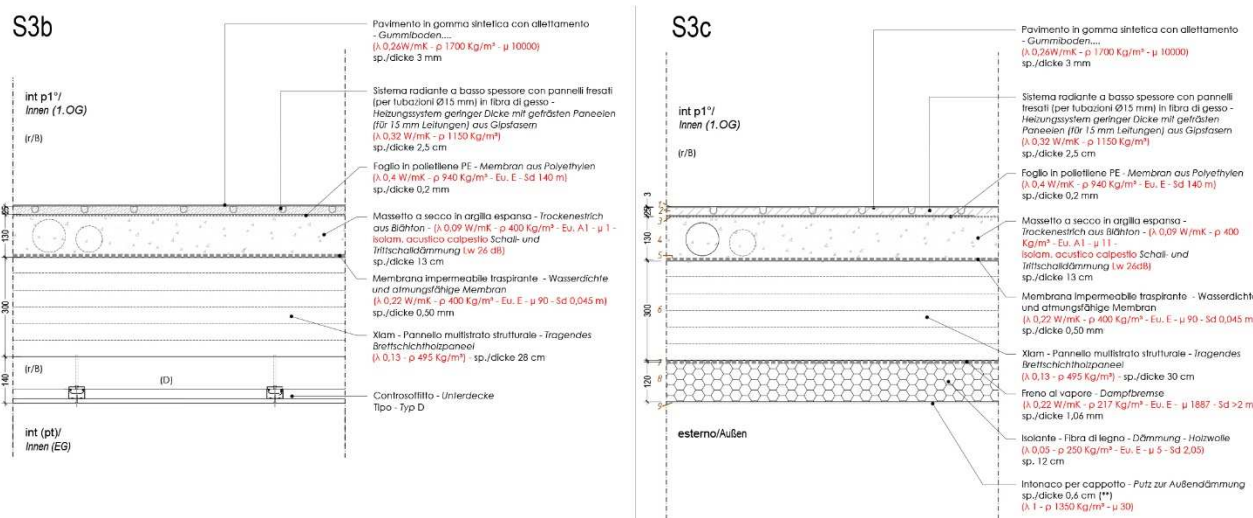 S3b
Pavimento in gomma sintetica con allettamento
- Gummiboden....
(λ 0,26W/mK - ρ 1700 Kg/m³ - μ 10000)
sp./dicke 3 mm
int p1°/
Innen (1.OG)
(r/B)
Sistema radiante a basso spessore con pannelli fresati
(per tubazioni Ø15 mm) in fibra di gesso -
Heizungssystem geringer Dicke mit gefrästen Paneelen
(für 15 mm Leitungen) aus Gipsfasern
(λ 0,32 W/mK - ρ 1150 Kg/m³)
sp./dicke 2,5 cm
Foglio in polietilene PE - Membran aus Polyethylen
(λ 0,4 W/mK - ρ 940 Kg/m³ - Eu. E - Sd 140 m)
sp./dicke 0,2 mm
Massetto a secco in argilla espansa - Trockenestrich
aus Blähton - (λ 0,09 W/mK - ρ 400 Kg/m³ - Eu. A1 - μ 1 -
isolam. acustico calpestio Schall- und
Trittschalldämmung Lw 26 dB)
sp./dicke 13 cm
Membrana impermeabile traspirante - Wasserdichte
und atmungsfähige Membran
(λ 0,22 W/mK - ρ 400 Kg/m³ - Eu. E - μ 90 - Sd 0,045 m)
sp./dicke 0,50 mm
Xlam - Pannello multistrato strutturale - Tragendes
Brettschichtholzpaneel
(λ 0,13 - ρ 495 Kg/m³) - sp./dicke 28 cm
Controsoffitto - Unterdecke
Tipo - Typ D
25
130
300
140
(r/B)
(D)
int (pt)/
Innen (EG)
S3c
Pavimento in gomma sintetica con allettamento
- Gummiboden....
(λ 0,26W/mK - ρ 1700 Kg/m³ - μ 10000)
sp./dicke 3 mm
int p1°/
Innen (1.OG)
(r/B)
Sistema radiante a basso spessore con pannelli
fresati (per tubazioni Ø15 mm) in fibra di gesso -
Heizungssystem geringer Dicke mit gefrästen
Paneelen (für 15 mm Leitungen) aus Gipsfasern
(λ 0,32 W/mK - ρ 1150 Kg/m³)
sp./dicke 2,5 cm
Foglio in polietilene PE - Membran aus Polyethylen
(λ 0,4 W/mK - ρ 940 Kg/m³ - Eu. E - Sd 140 m)
sp./dicke 0,2 mm
Massetto a secco in argilla espansa -
Trockenestrich aus Blähton - (λ 0,09 W/mK - ρ 400
Kg/m³ - Eu. A1 - μ 11 -
isolam. acustico calpestio Schall- und
Trittschalldämmung Lw 26dB)
sp./dicke 13 cm
Membrana impermeabile traspirante - Wasserdichte
und atmungsfähige Membran
(λ 0,22 W/mK - ρ 400 Kg/m³ - Eu. E - μ 90 - Sd 0,045 m)
sp./dicke 0,50 mm
Xlam - Pannello multistrato strutturale - Tragendes
Brettschichtholzpaneel
(λ 0,13 - ρ 495 Kg/m³) - sp./dicke 30 cm
Freno al vapore - Dampfbremse
(λ 0,22 W/mK - ρ 217 Kg/m³ - Eu. E - μ 1887 - Sd >2 m)
sp./dicke 1,06 mm
Isolante - Fibra di legno - Dämmung - Holzwolle
(λ 0,05 - ρ 250 Kg/m³ - Eu. E - μ 5 - Sd 2,05)
sp. 12 cm
Intonaco per cappotto - Putz zur Außendämmung
sp./dicke 0,6 cm (**)
(λ 1 - ρ 1350 Kg/m³ - μ 30)
3
25
130
300
120
1
2
3
4
5
6
7
8
9
esterno/Außen